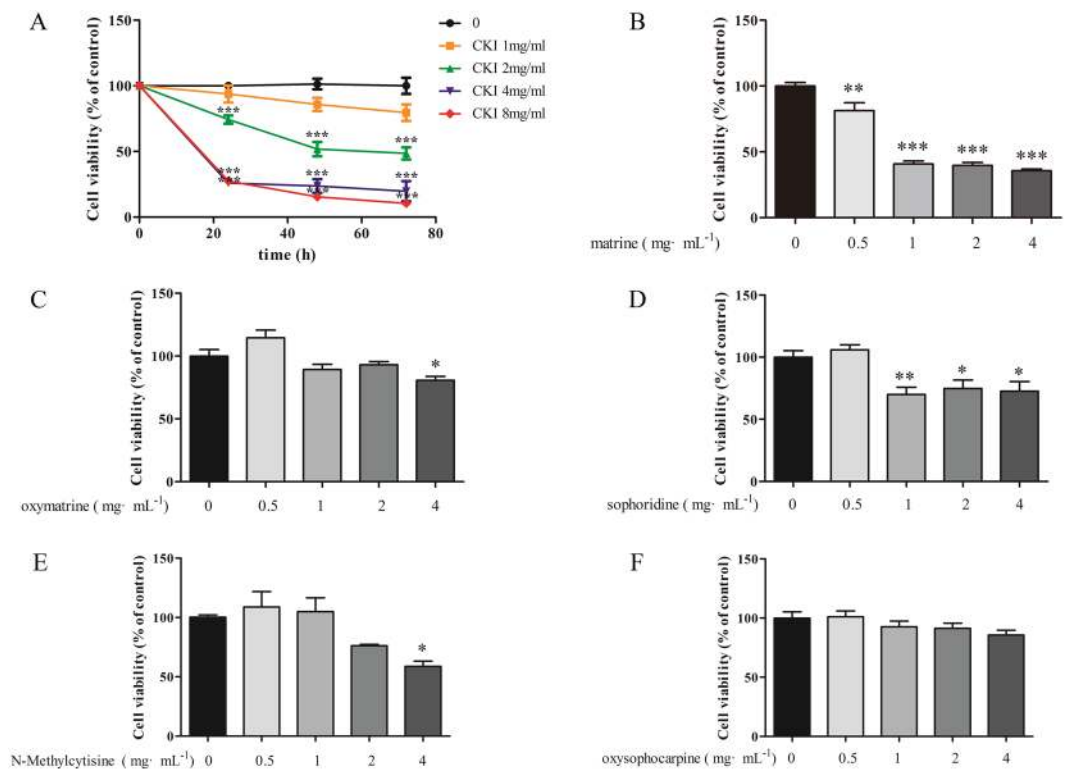 A
Cell viability (% of control)
150
100
50
0
0
20
40
60
80
time (h)
0
CKI 1mg/ml
CKI 2mg/ml
CKI 4mg/ml
CKI 8mg/ml
***
***
***
***
***
***
***
***
***
B
Cell viability (% of control)
150
100
50
0
**
***
***
***
matrine ( mg· mL-1) 0 0.5 1 2 4
C
Cell viability (% of control)
150
100
50
0
*
oxymatrine ( mg· mL-1) 0 0.5 1 2 4
D
Cell viability (% of control)
150
100
50
0
**
*
*
sophoridine ( mg· mL-1) 0 0.5 1 2 4
E
Cell viability (% of control)
150
100
50
0
*
N-Methylcytisine ( mg· mL-1) 0 0.5 1 2 4
F
Cell viability (% of control)
150
100
50
0
oxysophocarpine ( mg· mL-1) 0 0.5 1 2 4